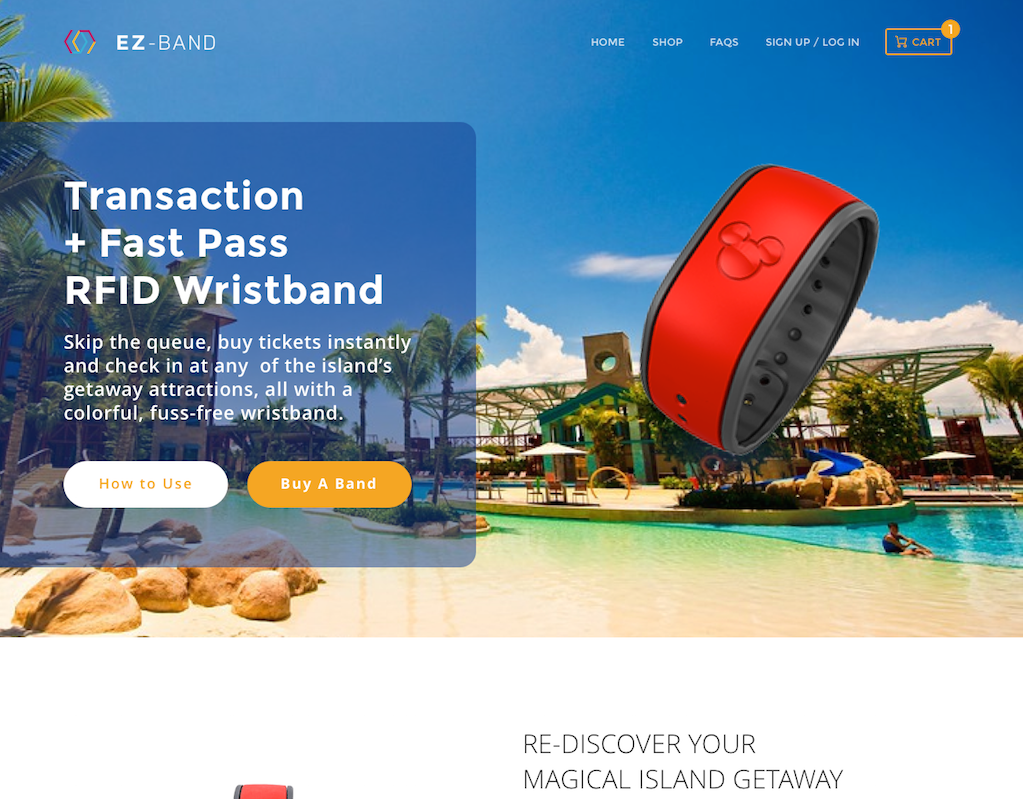 EZ-BAND
HOME
SHOP
FAQS
SIGN UP / LOG IN
CART
1
Transaction
+ Fast Pass
RFID Wristband
Skip the queue, buy tickets instantly
and check in at any  of the island’s
getaway attractions, all with a
colorful, fuss-free wristband.
How to Use
Buy A Band
RE-DISCOVER YOUR
MAGICAL ISLAND GETAWAY